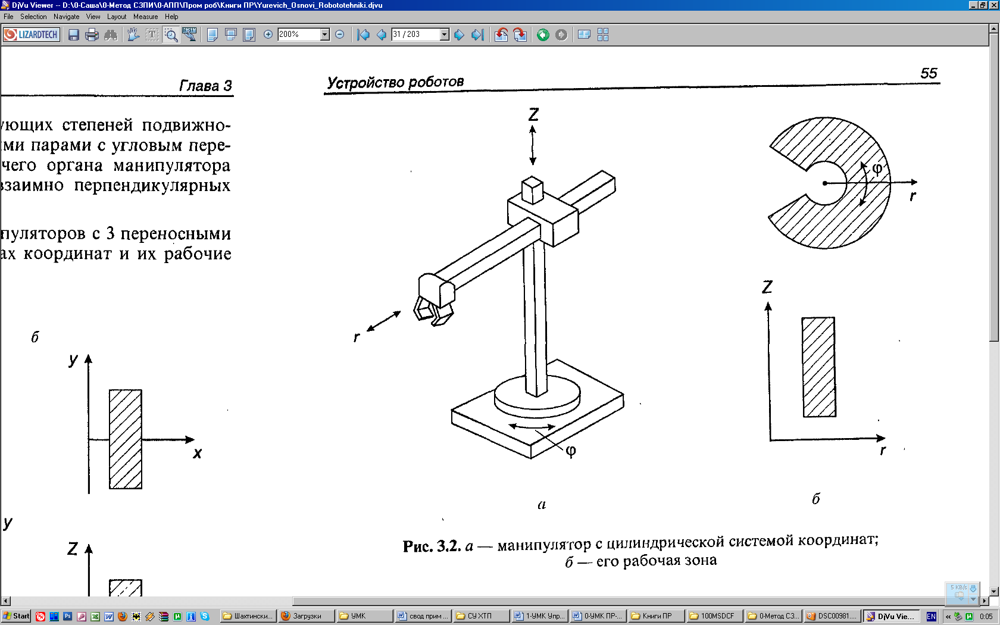 DjVu Viewer -- D:\0-Саша\0-Метод СЗПИ\0-АПП\Пром роб\Книги ПР\Yurevich_Osnovi_Robototehniki.djvu
File Selection Navigate View Layout Measure Help
LIZARDTECH
200%
31 / 203
Глава 3
ующих степеней подвижно-
ми парами с угловым пере-
чего органа манипулятора
взаимно перпендикулярных
пуляторов с 3 переносными
ах координат и их рабочие
б
y
x
y
Z
Устройство роботов
55
Z
r
φ
а
φ
r
Z
r
б
Рис. 3.2. а — манипулятор с цилиндрической системой координат;
б — его рабочая зона
5 KB/s
Start
Шахтински...
Загрузки
УМК
свод прим ...
СУ ХТП
1-УМК Упр...
0-УМК ПР-...
Книги ПР
100MSDCF
0-Метод СЗ...
DSC00981....
DjVu Vie...
EN
0:05